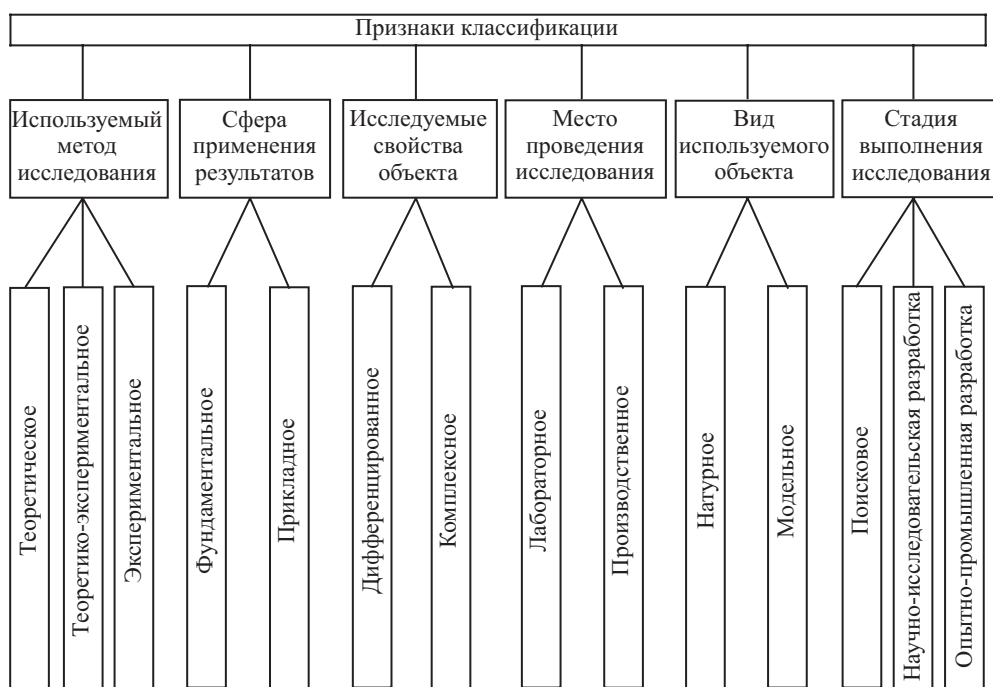 Признаки классификации
Используемый
метод
исследования
Сфера
применения
результатов
Исследуемые
свойства
объекта
Место
проведения
исследования
Вид
используемого
объекта
Стадия
выполнения
исследования
Теоретическое
Теоретико-экспериментальное
Экспериментальное
Фундаментальное
Прикладное
Дифференцированное
Комплексное
Лабораторное
Производственное
Натурное
Модельное
Поисковое
Научно-исследовательская разработка
Опытно-промышленная разработка